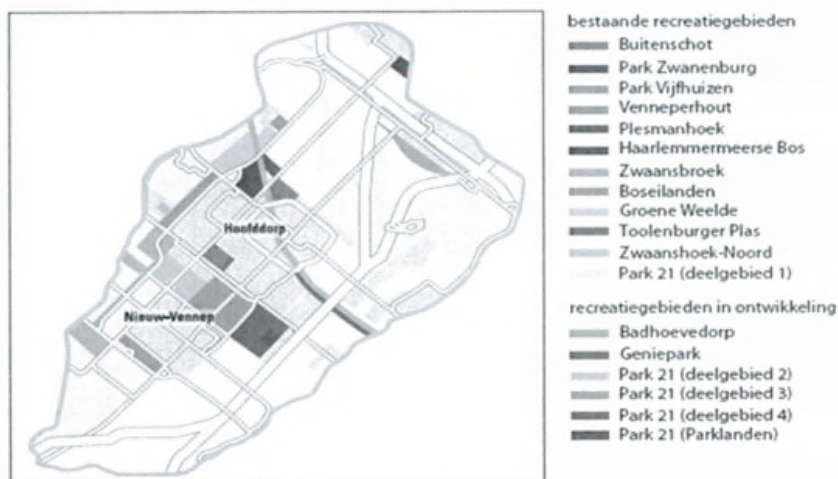 Hoofddorp
Nieuw-Vennep
bestaande recreatiegebieden
Buitenschot
Park Zwanenburg
Park Vijfhuizen
Venneperhout
Plesmanhoek
Haarlemmermeerse Bos
Zwaansbroek
Boseilanden
Groene Weelde
Toolenburger Plas
Zwaanshoek-Noord
Park 21 (deelgebied 1)
recreatiegebieden in ontwikkeling
Badhoevedorp
Geniepark
Park 21 (deelgebied 2)
Park 21 (deelgebied 3)
Park 21 (deelgebied 4)
Park 21 (Parklanden)